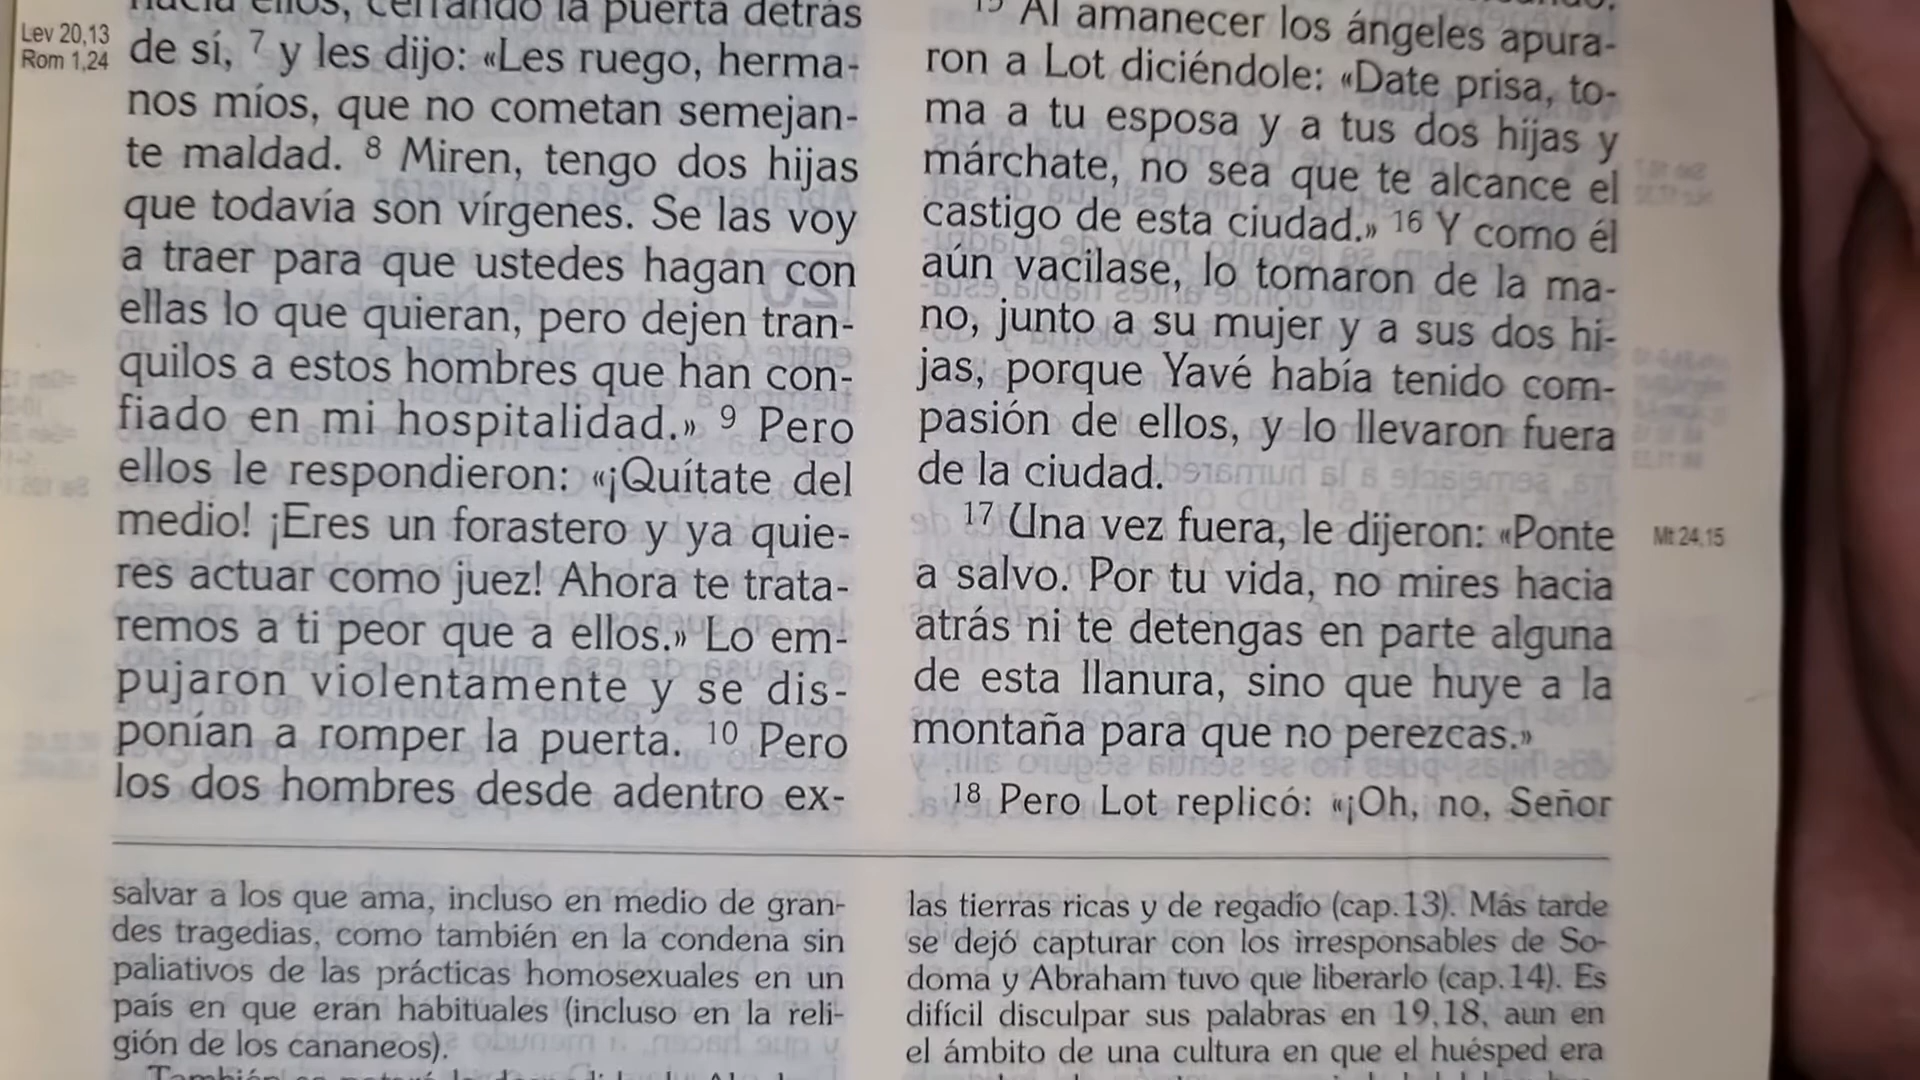 Lev 20,13
Rom 1,24
hacia ellos, cerrando la puerta detrás
de sí, 7 y les dijo: «Les ruego, herma-
nos míos, que no cometan semejan-
te maldad. 8 Miren, tengo dos hijas
que todavía son vírgenes. Se las voy
a traer para que ustedes hagan con
ellas lo que quieran, pero dejen tran-
quilos a estos hombres que han con-
fiado en mi hospitalidad.» 9 Pero
ellos le respondieron: «¡Quítate del
medio! ¡Eres un forastero y ya quie-
res actuar como juez! Ahora te trata-
remos a ti peor que a ellos.» Lo em-
pujaron violentamente y se dis-
ponían a romper la puerta. 10 Pero
los dos hombres desde adentro ex-
15 Al amanecer los ángeles apura-
ron a Lot diciéndole: «Date prisa, to-
ma a tu esposa y a tus dos hijas y
márchate, no sea que te alcance el
castigo de esta ciudad.» 16 Y como él
aún vacilase, lo tomaron de la ma-
no, junto a su mujer y a sus dos hi-
jas, porque Yavé había tenido com-
pasión de ellos, y lo llevaron fuera
de la ciudad.
17 Una vez fuera, le dijeron: «Ponte
a salvo. Por tu vida, no mires hacia
atrás ni te detengas en parte alguna
de esta llanura, sino que huye a la
montaña para que no perezcas.»
18 Pero Lot replicó: «¡Oh, no, Señor
Mt 24,15
salvar a los que ama, incluso en medio de gran-
des tragedias, como también en la condena sin
paliativos de las prácticas homosexuales en un
país en que eran habituales (incluso en la reli-
gión de los cananeos).
las tierras ricas y de regadío (cap. 13). Más tarde
se dejó capturar con los irresponsables de So-
doma y Abraham tuvo que liberarlo (cap. 14). Es
difícil disculpar sus palabras en 19,18, aun en
el ámbito de una cultura en que el huésped era